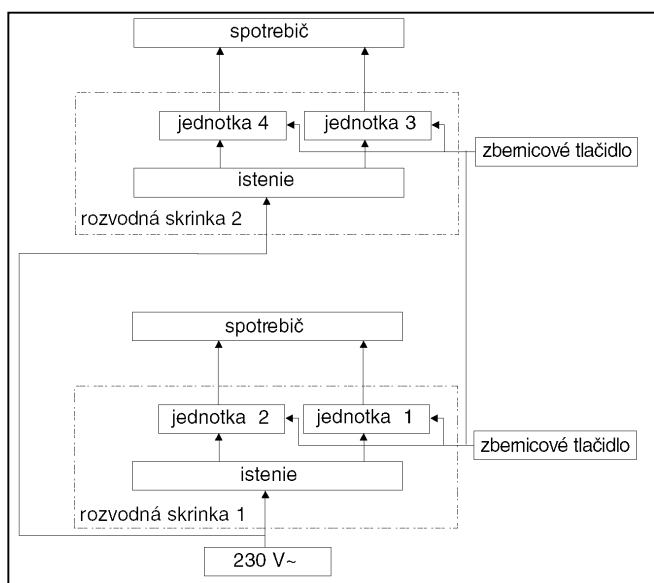 spotrebič
jednotka 4
jednotka 3
zbernicové tlačidlo
istenie
rozvodná skrinka 2
spotrebič
jednotka 2
jednotka 1
zbernicové tlačidlo
istenie
rozvodná skrinka 1
230 V~